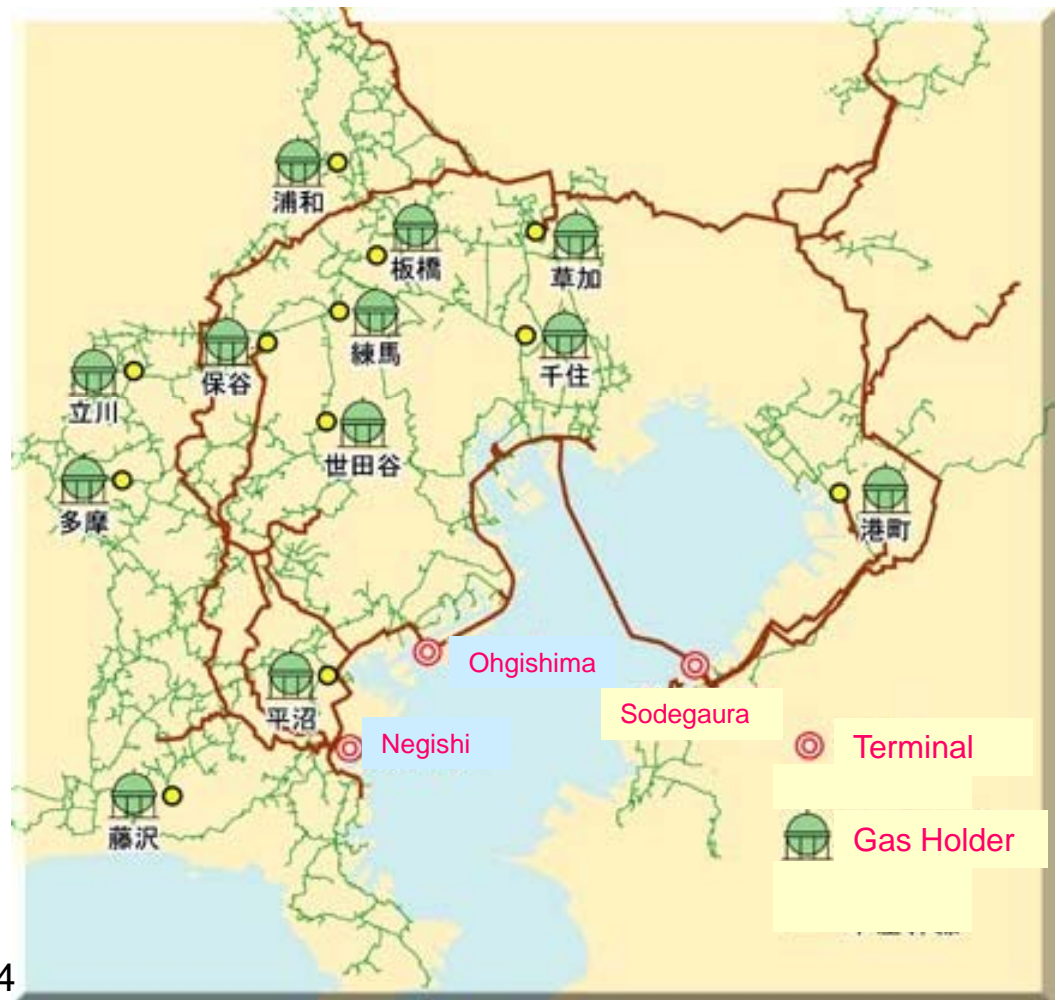 浦和
板橋
草加
練馬
千住
保谷
立川
世田谷
多摩
港町
Ohgishima
Sodegaura
平沼
Negishi
Terminal
藤沢
Gas Holder
4